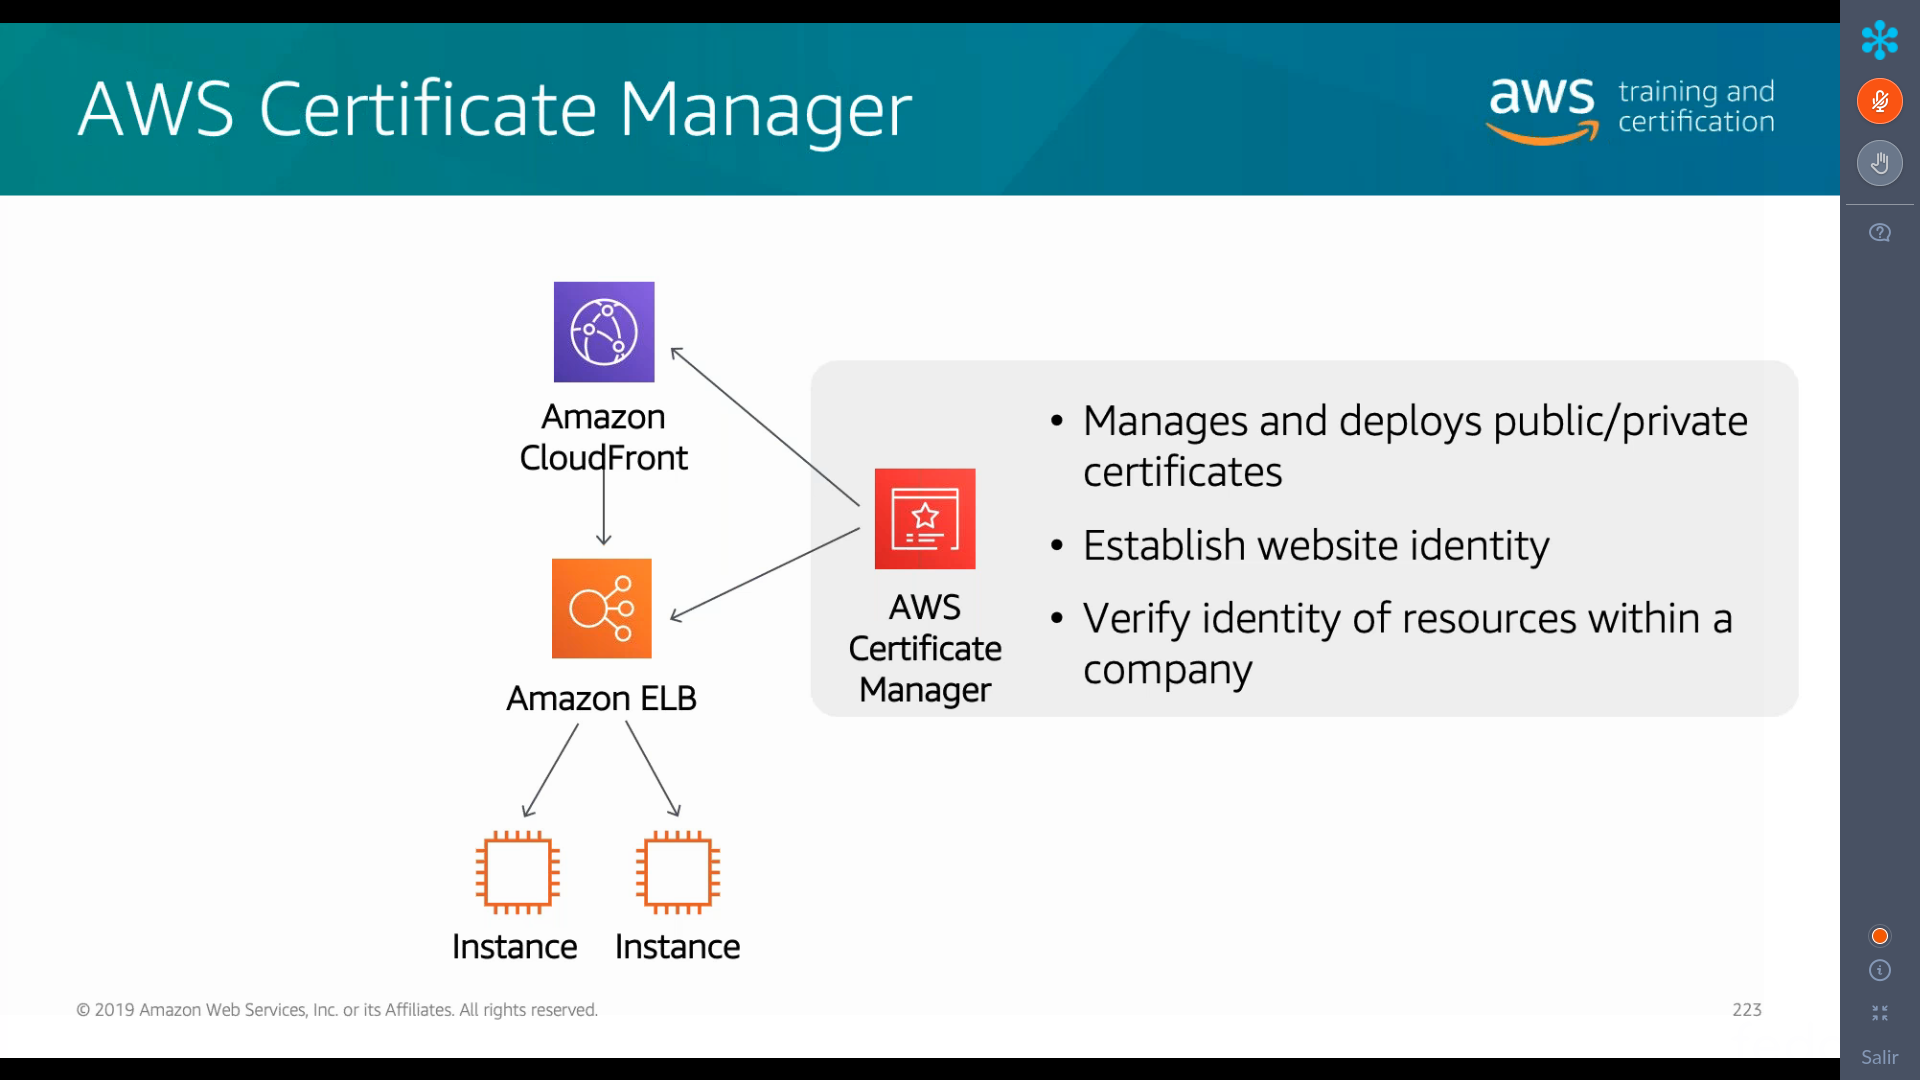 AWS Certificate Manager
aws training and
certification
Amazon
CloudFront
Amazon ELB
Instance
Instance
AWS
Certificate
Manager
• Manages and deploys public/private
certificates
• Establish website identity
• Verify identity of resources within a
company
© 2019 Amazon Web Services, Inc. or its Affiliates. All rights reserved.
223
Salir